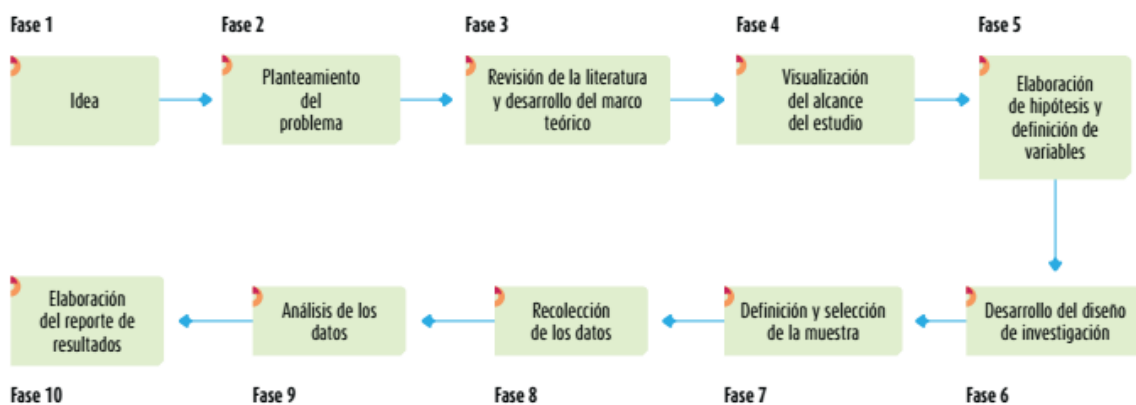 Fase 1
Idea
Fase 2
Planteamiento
del
problema
Fase 3
Revisión de la literatura
y desarrollo del marco
teórico
Fase 4
Visualización
del alcance
del estudio
Fase 5
Elaboración
de hipótesis y
definición de
variables
Desarrollo del diseño
de investigación
Fase 6
Definición y selección
de la muestra
Fase 7
Recolección
de los datos
Fase 8
Análisis de los
datos
Fase 9
Elaboración
del reporte de
resultados
Fase 10